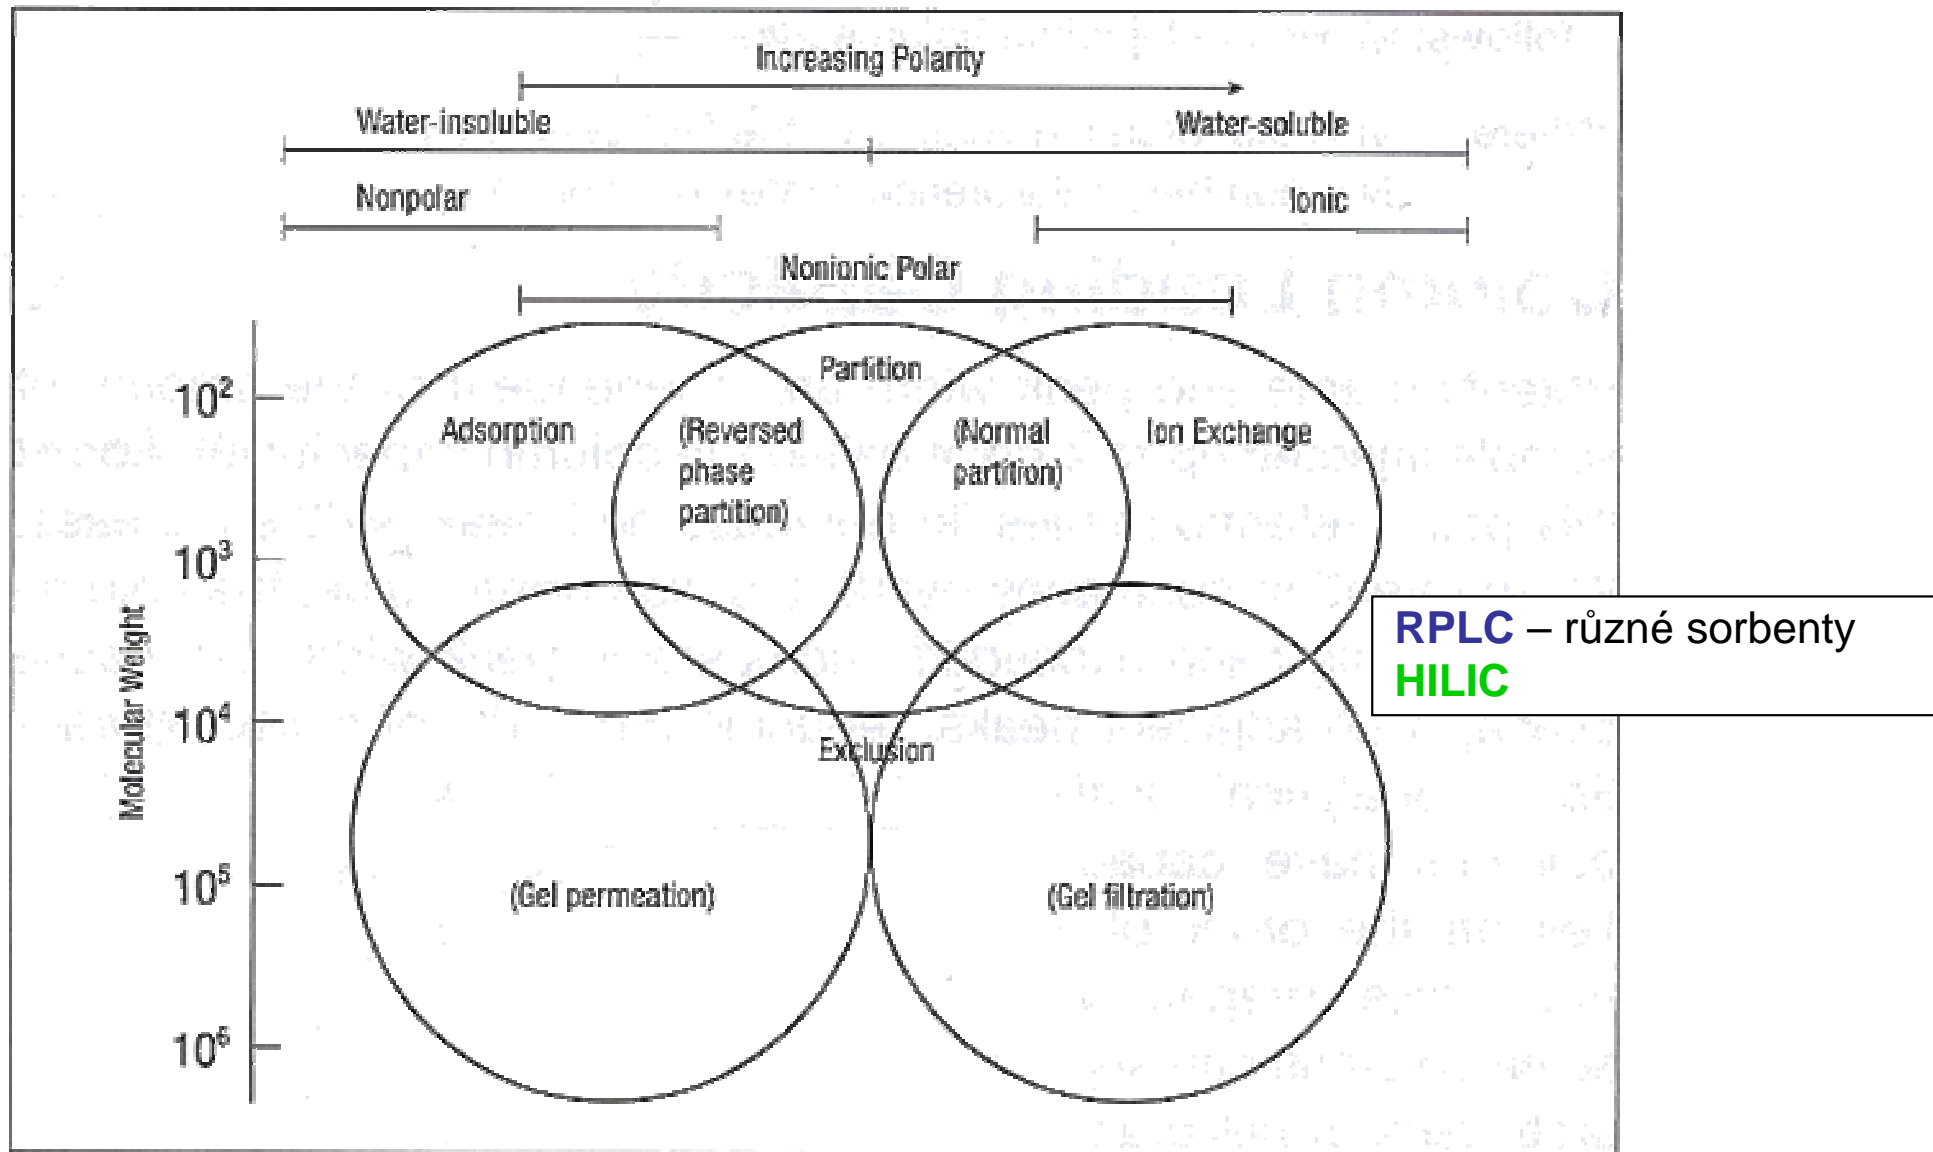 Increasing Polarity
Water-insoluble
Water-soluble
Nonpolar
Ionic
Nonionic Polar
Partition
Adsorption
(Reversed
phase
partition)
(Normal
partition)
Ion Exchange
Exclusion
(Gel permeation)
(Gel filtration)
Molecular Weight
10²
10³
10⁴
10⁵
10⁶
RPLC – různé sorbenty
HILIC